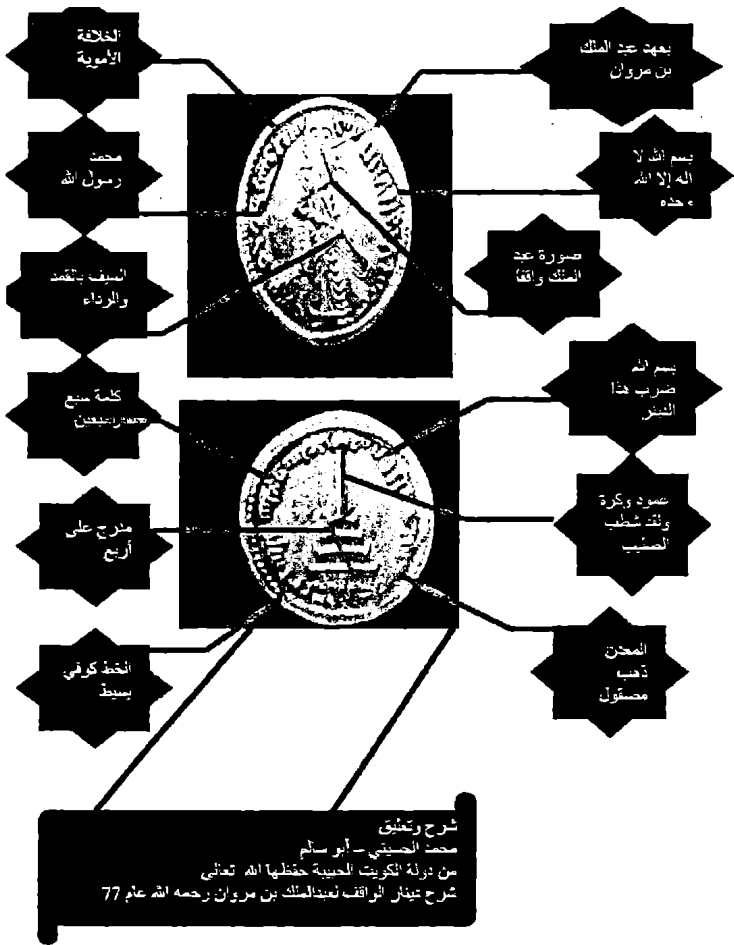 بعهد عبد الملك
بن مروان
الخلافة
الأموية
بسم الله لا
اله إلا الله
وحده
محمد
رسول الله
صورة عبد
الملك واقفا
السيف بالغمد
والرداء
بسم الله
ضرب هذا
كلمة سبع
عمود وكرة
ولقد شطب
الصليب
مدرج على
أربع
المعدن
ذهب
مصقول
الخط كوفي
بسيط
شرح وتعليق
محمد الحسيني – أبو سالم
من دولة الكويت الحبيبة حفظها الله تعالى
شرح دينار الواقف لعبدالملك بن مروان رحمه الله عام 77